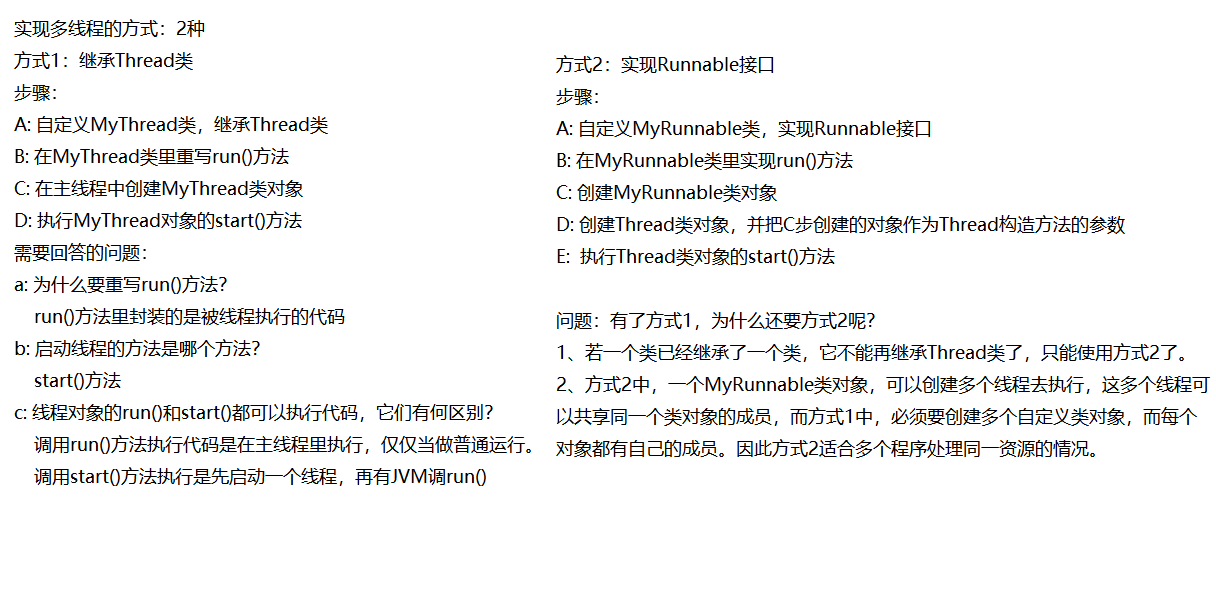 实现多线程的方式：2种
方式1：继承Thread类
步骤：
A: 自定义MyThread类，继承Thread类
B: 在MyThread类里重写run()方法
C: 在主线程中创建MyThread类对象
D: 执行MyThread对象的start()方法
需要回答的问题：
a: 为什么要重写run()方法？
run()方法里封装的是被线程执行的代码
b: 启动线程的方法是哪个方法？
start()方法
c: 线程对象的run()和start()都可以执行代码，它们有何区别？
调用run()方法执行代码是在主线程里执行，仅仅当做普通运行。
调用start()方法执行是先启动一个线程，再有JVM调run()
方式2：实现Runnable接口
步骤：
A: 自定义MyRunnable类，实现Runnable接口
B: 在MyRunnable类里实现run()方法
C: 创建MyRunnable类对象
D: 创建Thread类对象，并把C步创建的对象作为Thread构造方法的参数
E: 执行Thread类对象的start()方法
问题：有了方式1，为什么还要方式2呢？
1、若一个类已经继承了一个类，它不能再继承Thread类了，只能使用方式2了。
2、方式2中，一个MyRunnable类对象，可以创建多个线程去执行，这多个线程可
以共享同一个类对象的成员，而方式1中，必须要创建多个自定义类对象，而每个
对象都有自己的成员。因此方式2适合多个程序处理同一资源的情况。